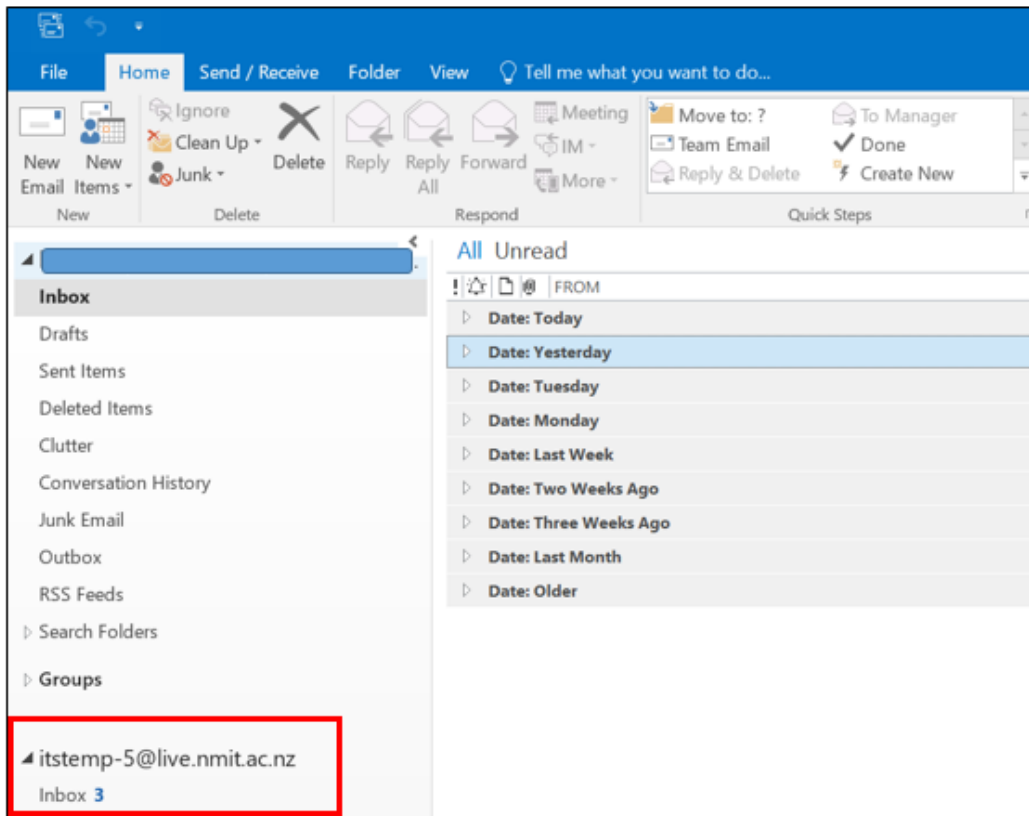 File Home Send / Receive Folder View Tell me what you want to do...
New Email
New Items
Ignore
Clean Up
Junk
Delete
Reply
Reply All
Forward
Meeting
IM
More
Move to: ?
Team Email
Reply & Delete
To Manager
Done
Create New
New Delete Respond Quick Steps
All Unread
! FROM
Inbox
Drafts
Sent Items
Deleted Items
Clutter
Conversation History
Junk Email
Outbox
RSS Feeds
Search Folders
Groups
itstemp-5@live.nmit.ac.nz
Inbox 3
Date: Today
Date: Yesterday
Date: Tuesday
Date: Monday
Date: Last Week
Date: Two Weeks Ago
Date: Three Weeks Ago
Date: Last Month
Date: Older